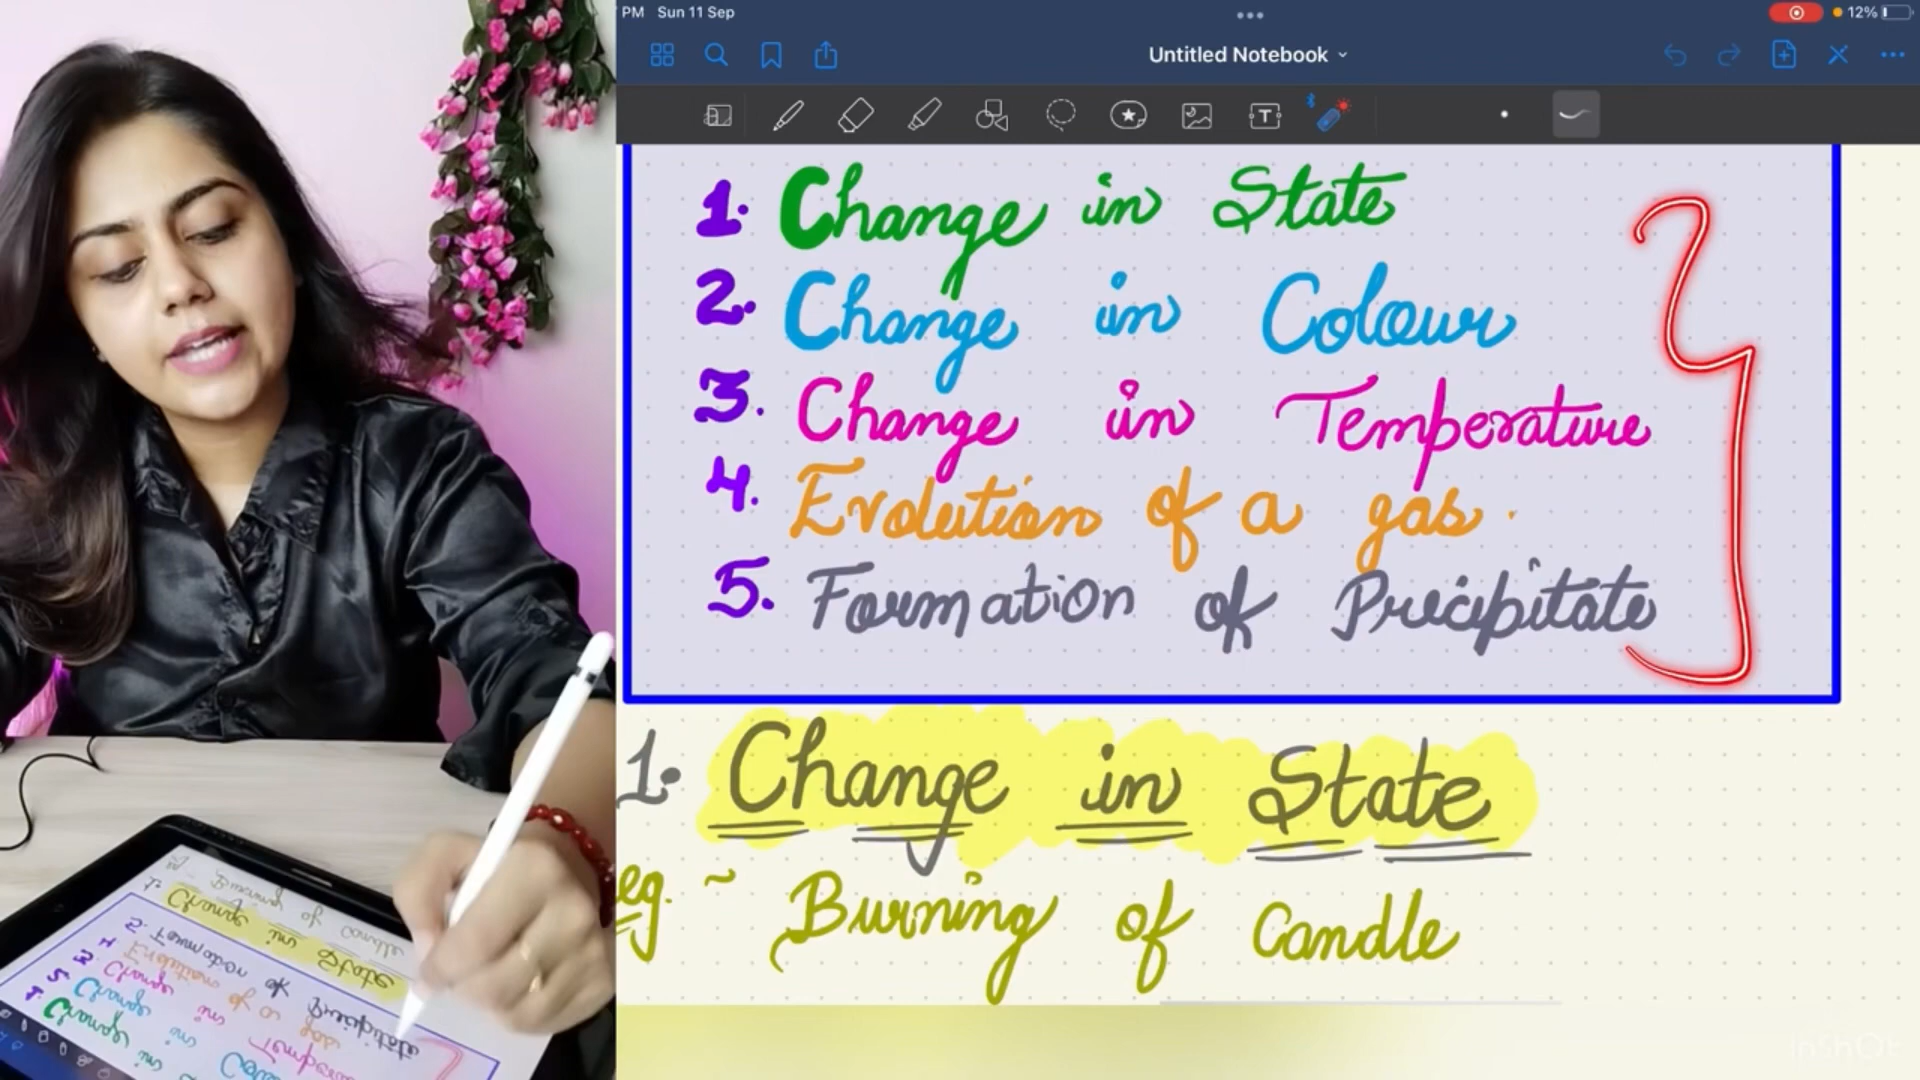 PM Sun 11 Sep
12%
Untitled Notebook
T
1. Change in State
2. Change in Colour
3. Change in Temperature
4. Evolution of a gas.
5. Formation of Precipitate
1. Change in State
eg. ~ Burning of Candle
InShOt